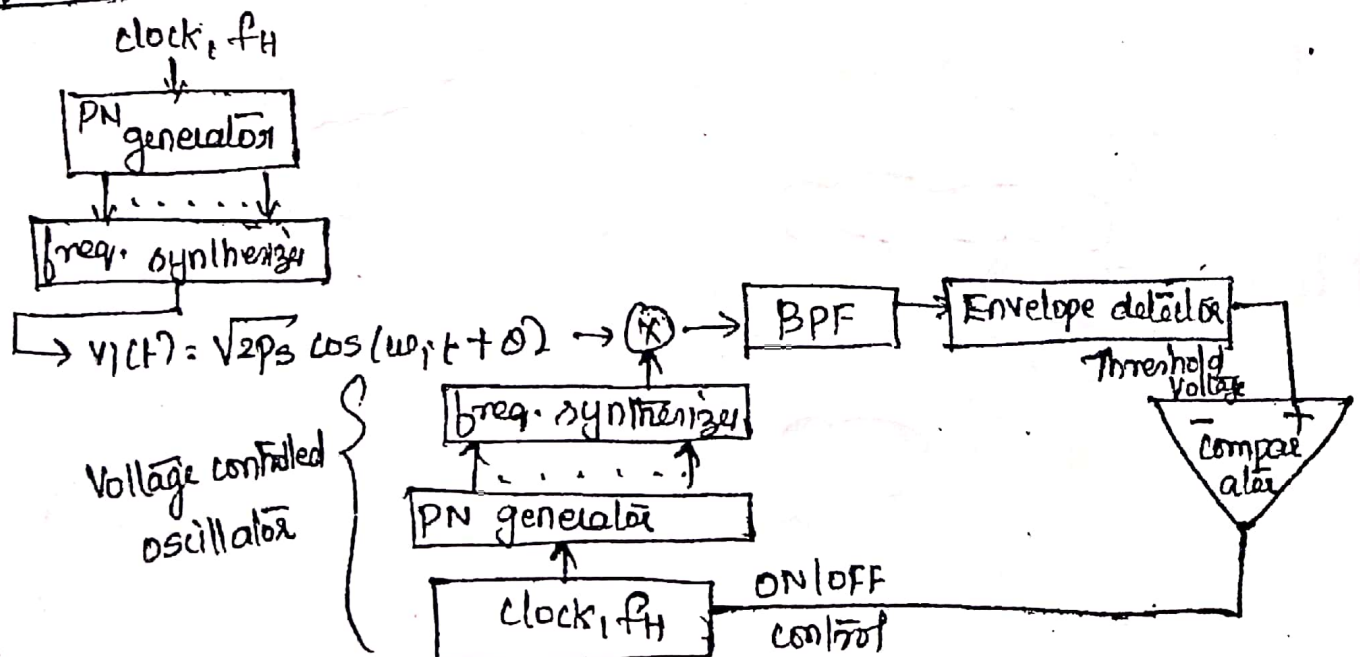 clock, fH
PN generator
freq. synthesizer
V1(t) = √2Ps cos(ωit + θ)
X
BPF
Envelope detector
Threshold
Voltage
freq. synthesizer
- +
compar
ator
Voltage controlled
oscillator
PN generator
clock, fH
ON/OFF
control